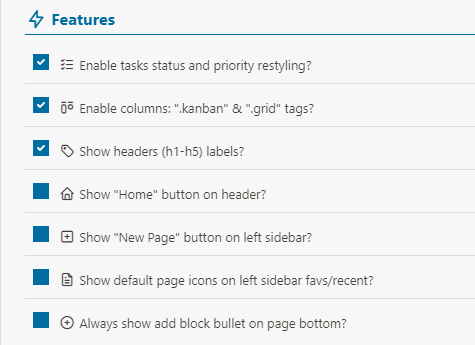 Features
Enable tasks status and priority restyling?
Enable columns: ".kanban" & ".grid" tags?
Show headers (h1-h5) labels?
Show "Home" button on header?
Show "New Page" button on left sidebar?
Show default page icons on left sidebar favs/recent?
Always show add block bullet on page bottom?